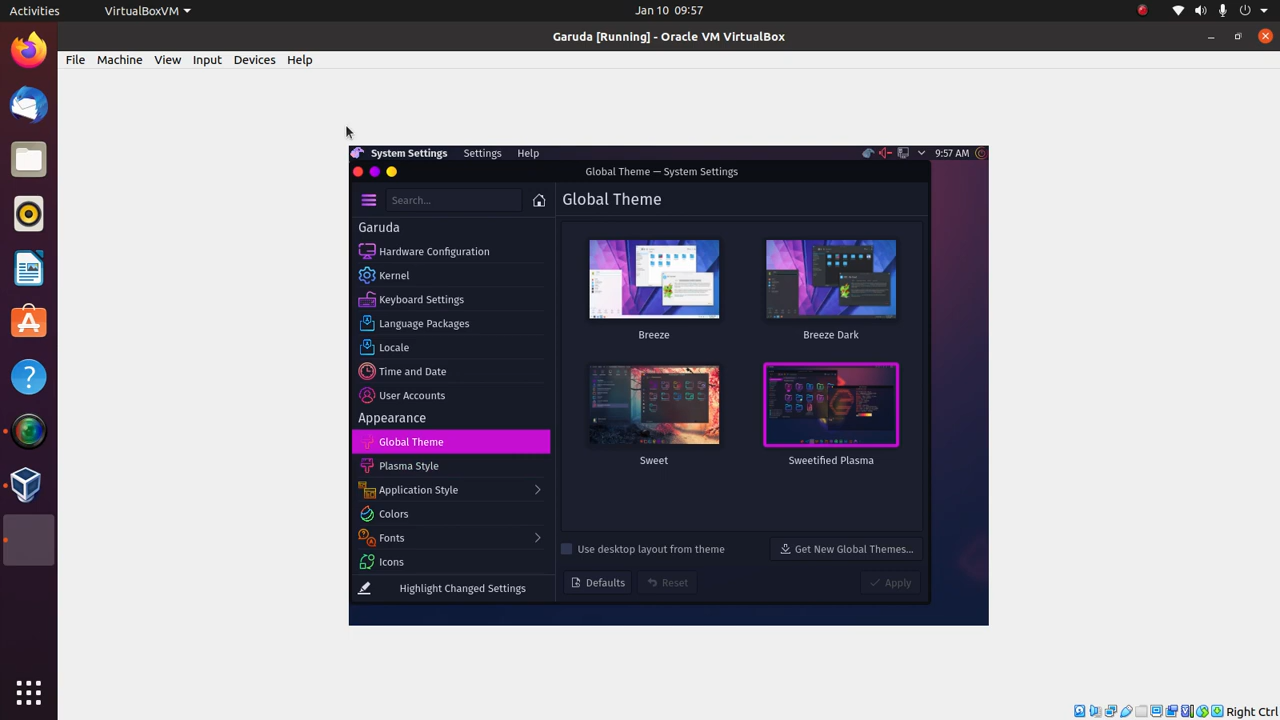 Activities VirtualBoxVM Jan 10 09:57
Garuda [Running] - Oracle VM VirtualBox
File Machine View Input Devices Help
System Settings Settings Help 9:57 AM
Global Theme — System Settings
Search...
Global Theme
Garuda
Hardware Configuration
Kernel
Keyboard Settings
Language Packages
Locale
Time and Date
User Accounts
Appearance
Global Theme
Plasma Style
Application Style
Colors
Fonts
Icons
Highlight Changed Settings
Breeze
Breeze Dark
Sweet
Sweetified Plasma
Use desktop layout from theme
Get New Global Themes...
Defaults
Reset
Apply
Right Ctrl